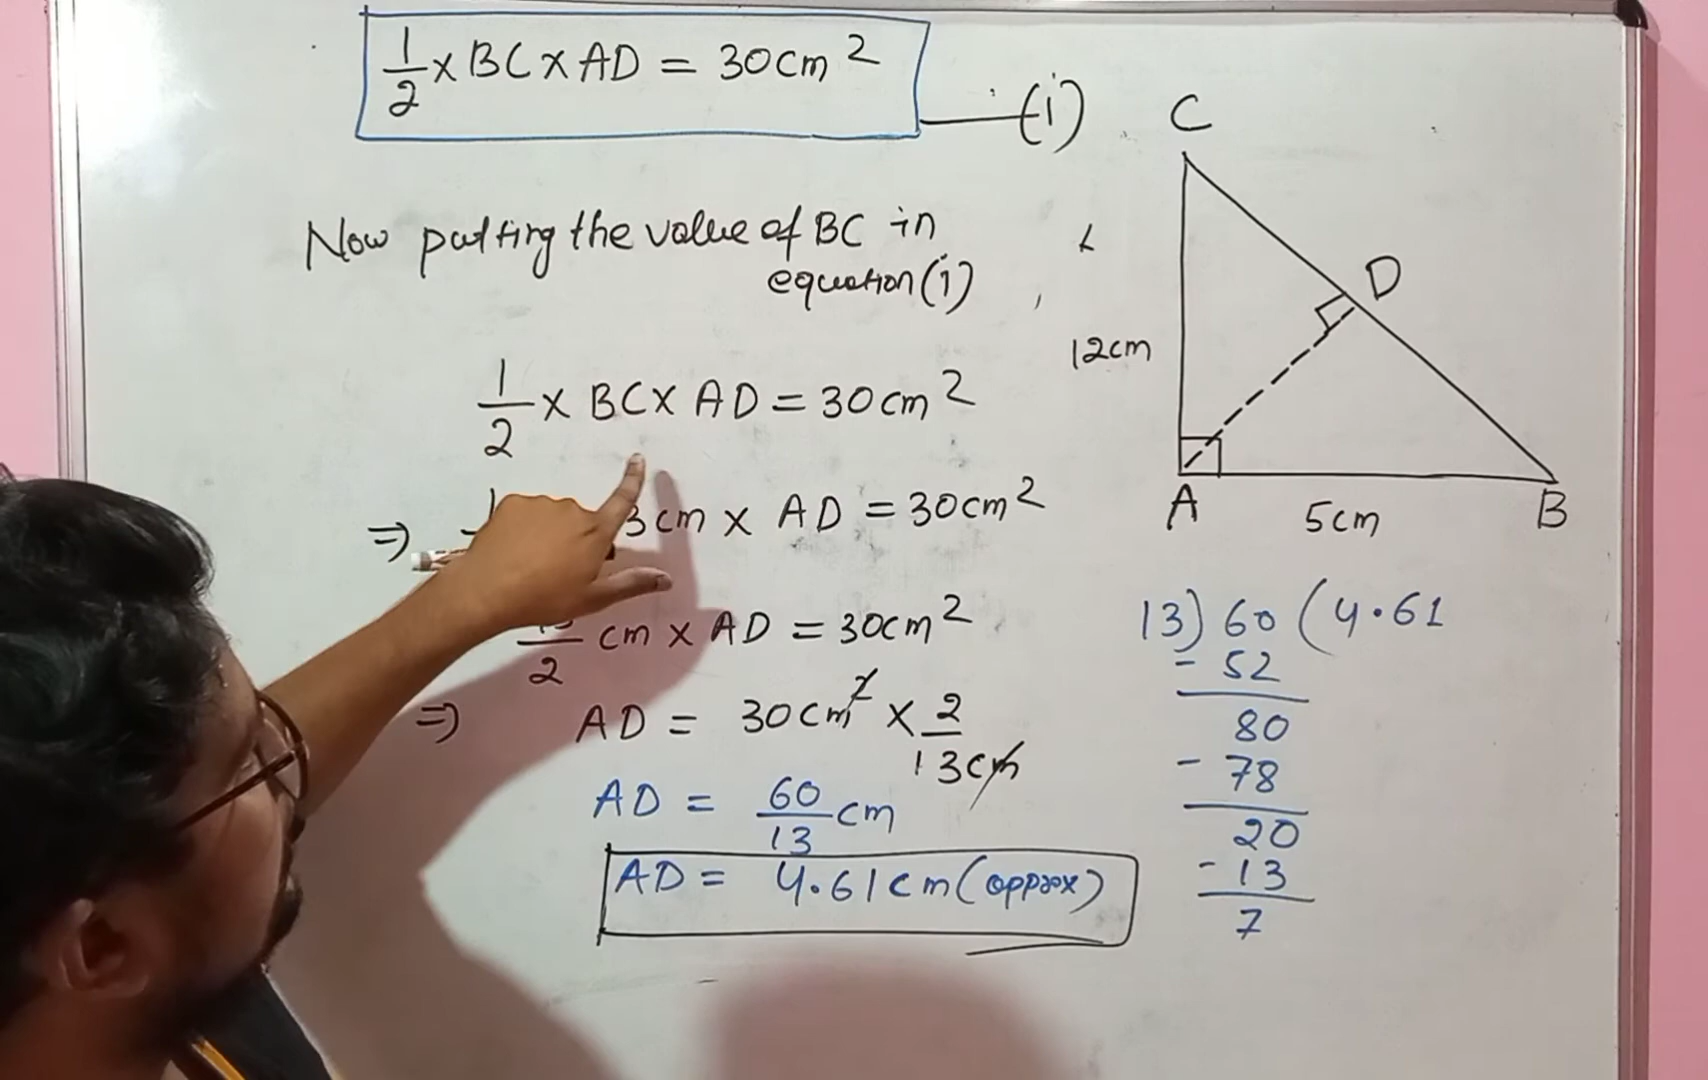 1/2 × BC × AD = 30cm² —(i)
Now putting the value of BC in
equation(i)
1/2 × BC × AD = 30cm²
⇒ 3cm × AD = 30cm²
/2 cm × AD = 30cm²
⇒ AD = 30cm² × 2/13cm
AD = 60/13 cm
AD = 4.61cm(approx)
C
D
12cm
A
5cm
B
13) 60 (4.61
- 52
80
- 78
20
- 13
7